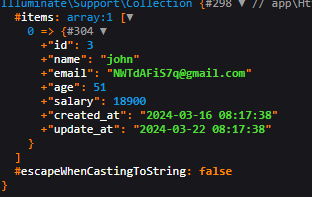 Illuminate\Support\Collection {#298 ▼ // app\Ht
#items: array:1 [▼
0 => {#304 ▼
+"id": 3
+"name": "john"
+"email": "NWTdAFiS7q@gmail.com"
+"age": 51
+"salary": 18900
+"created_at": "2024-03-16 08:17:38"
+"update_at": "2024-03-22 08:17:38"
}
]
#escapeWhenCastingToString: false
}